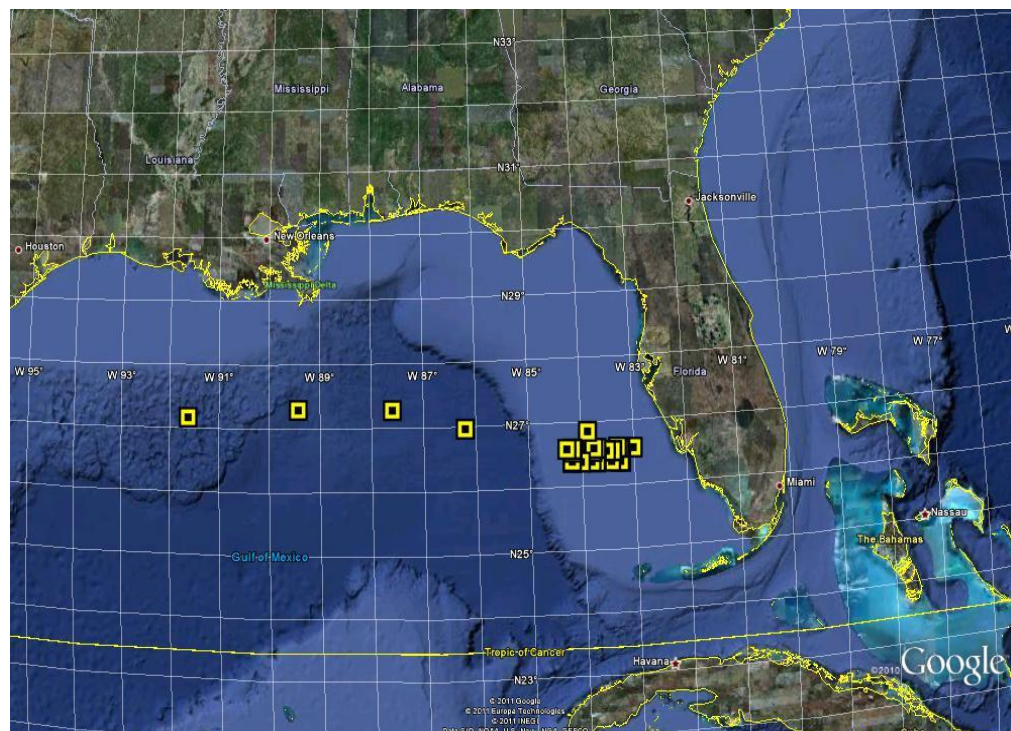 N33°
Mississippi
Alabama
Georgia
Louisiana
N31°
Jacksonville
New Orleans
Houston
Mississippi Delta
N29°
W 95°
W 93°
W 91°
W 89°
W 87°
W 85°
W 83°
Florida
W 81°
W 79°
W 77°
N27°
Miami
Nassau
The Bahamas
Gulf of Mexico
N25°
Tropic of Cancer
Havana
©2010 Google
N23°
© 2011 Google
© 2011 Europa Technologies
© 2011 INEGI